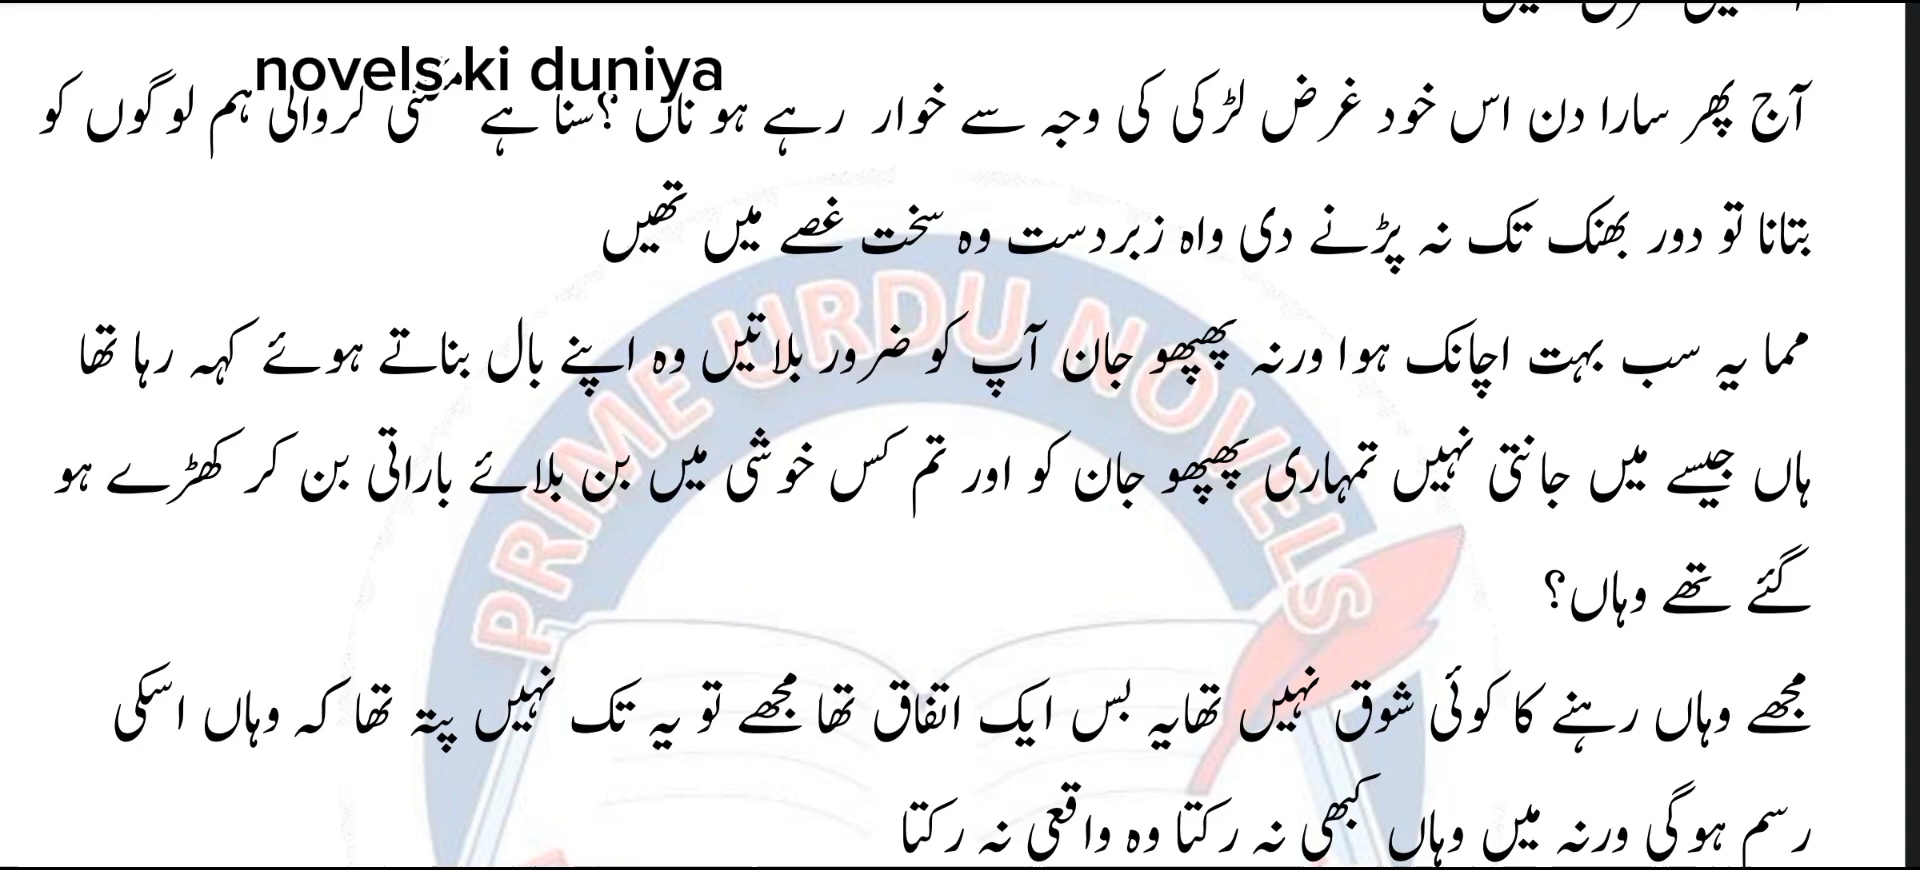 novels ki duniya
آج پھر سارا دن اس خود غرض لڑکی کی وجہ سے خوار رہے ہو ناں ؟سنا ہے منگنی کروالی ہم لوگوں کو
بتانا تو دور بھنک تک نہ پڑنے دی واہ زبردست وہ سخت غصے میں تھیں
PRIME URDU NOVELS
مما یہ سب بہت اچانک ہوا ورنہ پھپھو جان آپ کو ضرور بلاتیں وہ اپنے بال بناتے ہوئے کہہ رہا تھا
ہاں جیسے میں جانتی نہیں تمہاری پھپھو جان کو اور تم کس خوشی میں بن بلائے باراتی بن کر کھڑے ہو
گئے تھے وہاں؟
مجھے وہاں رہنے کا کوئی شوق نہیں تھایہ بس ایک اتفاق تھا مجھے تو یہ تک نہیں پتہ تھا کہ وہاں اسکی
رسم ہوگی ورنہ میں وہاں کبھی نہ رکتا وہ واقعی نہ رکتا